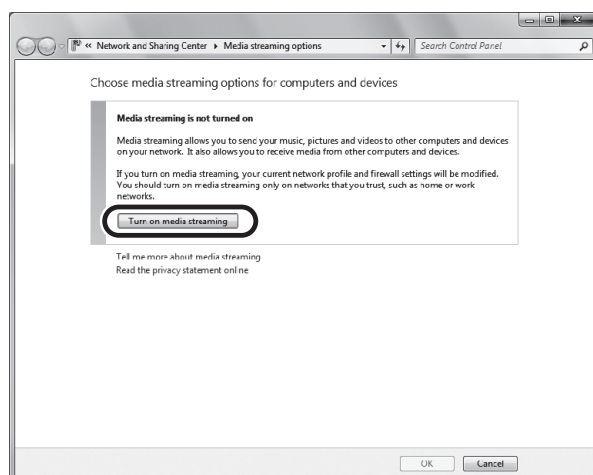 « Network and Sharing Center ▸ Media streaming options
Search Control Panel
Choose media streaming options for computers and devices
Media streaming is not turned on
Media streaming allows you to send your music, pictures and videos to other computers and devices
on your network. It also allows you to receive media from other computers and devices.
If you turn on media streaming, your current network profile and firewall settings will be modified.
You should turn on media streaming only on networks that you trust, such as home or work
networks.
Turn on media streaming
Tell me more about media streaming
Read the privacy statement online
OK
Cancel